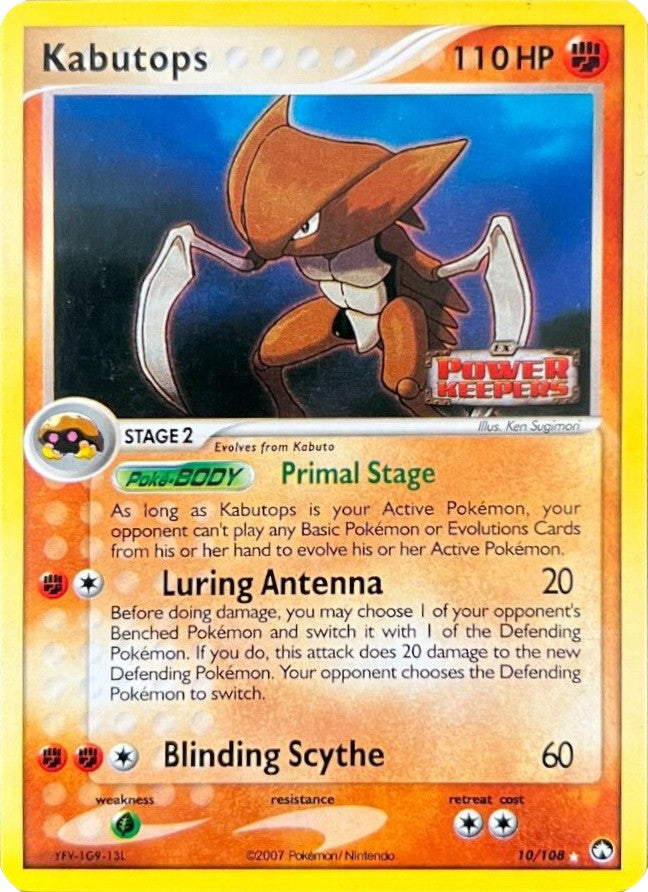 Kabutops
110 HP
EX
POWER
KEEPERS
Illus. Ken Sugimori
STAGE 2
Evolves from Kabuto
Poké-BODY
Primal Stage
As long as Kabutops is your Active Pokémon, your
opponent can't play any Basic Pokémon or Evolutions Cards
from his or her hand to evolve his or her Active Pokémon.
Luring Antenna 20
Before doing damage, you may choose 1 of your opponent's
Benched Pokémon and switch it with 1 of the Defending
Pokémon. If you do, this attack does 20 damage to the new
Defending Pokémon. Your opponent chooses the Defending
Pokémon to switch.
Blinding Scythe 60
weakness resistance retreat cost
YFV-1G9-13L ©2007 Pokémon/Nintendo 10/108 ★